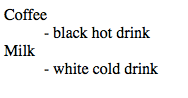 Coffee
- black hot drink
Milk
- white cold drink